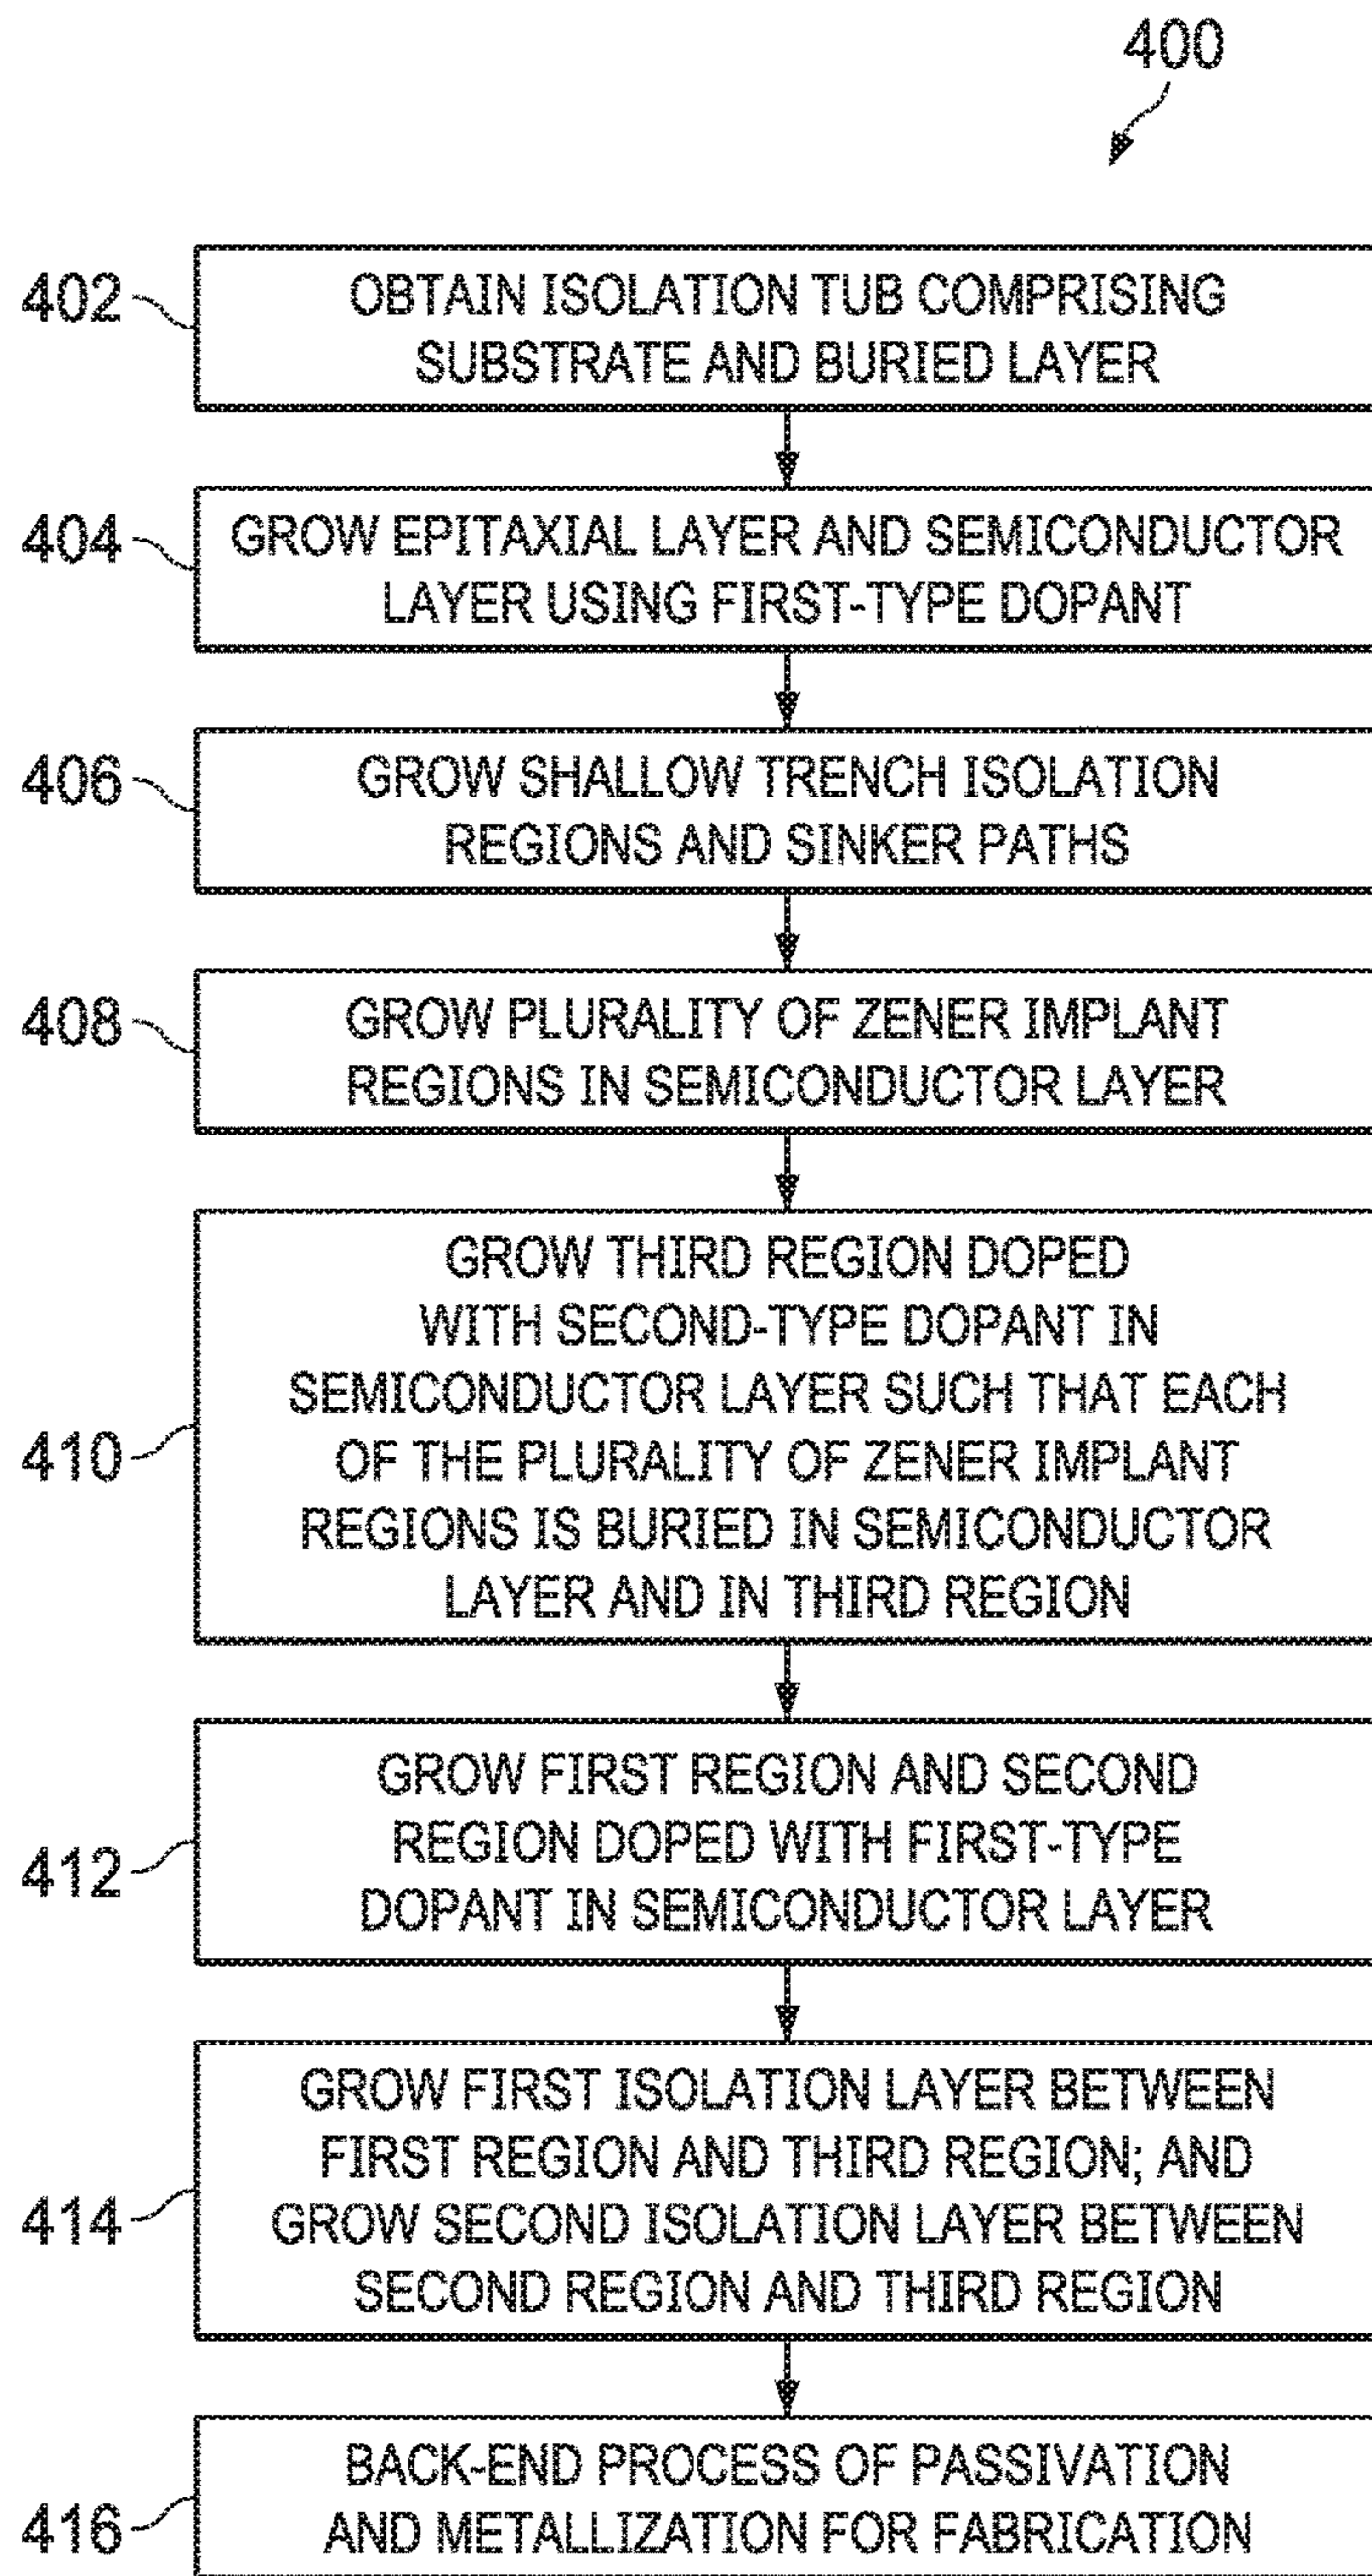 400
402
OBTAIN ISOLATION TUB COMPRISING
SUBSTRATE AND BURIED LAYER
404
GROW EPITAXIAL LAYER AND SEMICONDUCTOR
LAYER USING FIRST-TYPE DOPANT
406
GROW SHALLOW TRENCH ISOLATION
REGIONS AND SINKER PATHS
408
GROW PLURALITY OF ZENER IMPLANT
REGIONS IN SEMICONDUCTOR LAYER
410
GROW THIRD REGION DOPED
WITH SECOND-TYPE DOPANT IN
SEMICONDUCTOR LAYER SUCH THAT EACH
OF THE PLURALITY OF ZENER IMPLANT
REGIONS IS BURIED IN SEMICONDUCTOR
LAYER AND IN THIRD REGION
412
GROW FIRST REGION AND SECOND
REGION DOPED WITH FIRST-TYPE
DOPANT IN SEMICONDUCTOR LAYER
414
GROW FIRST ISOLATION LAYER BETWEEN
FIRST REGION AND THIRD REGION; AND
GROW SECOND ISOLATION LAYER BETWEEN
SECOND REGION AND THIRD REGION
416
BACK-END PROCESS OF PASSIVATION
AND METALLIZATION FOR FABRICATION